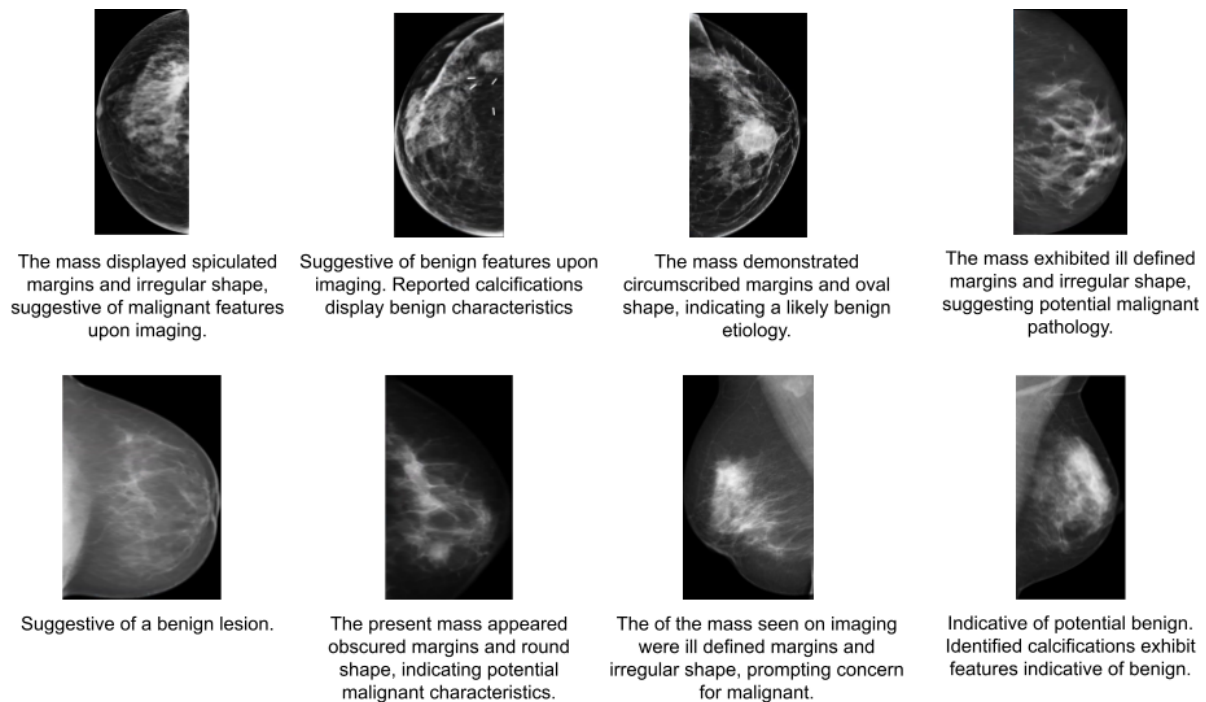 The mass displayed spiculated
margins and irregular shape,
suggestive of malignant features
upon imaging.
Suggestive of benign features upon
imaging. Reported calcifications
display benign characteristics
The mass demonstrated
circumscribed margins and oval
shape, indicating a likely benign
etiology.
The mass exhibited ill defined
margins and irregular shape,
suggesting potential malignant
pathology.
Suggestive of a benign lesion.
The present mass appeared
obscured margins and round
shape, indicating potential
malignant characteristics.
The of the mass seen on imaging
were ill defined margins and
irregular shape, prompting concern
for malignant.
Indicative of potential benign.
Identified calcifications exhibit
features indicative of benign.